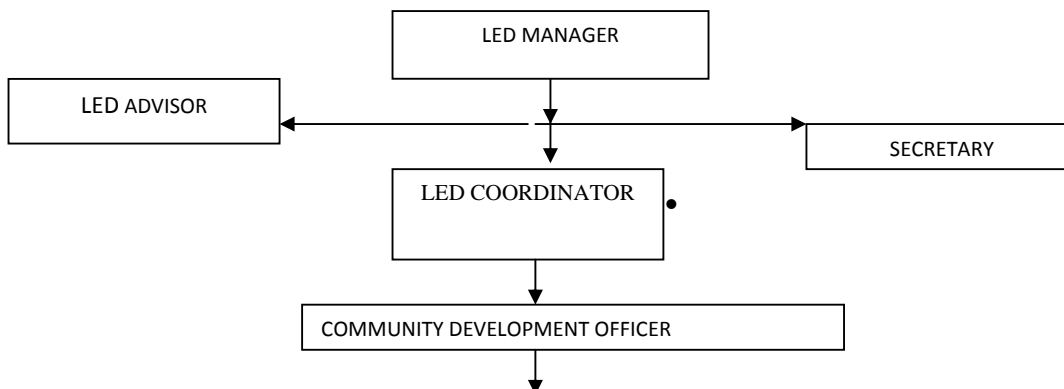 LED MANAGER
LED ADVISOR
SECRETARY
LED COORDINATOR
COMMUNITY DEVELOPMENT OFFICER